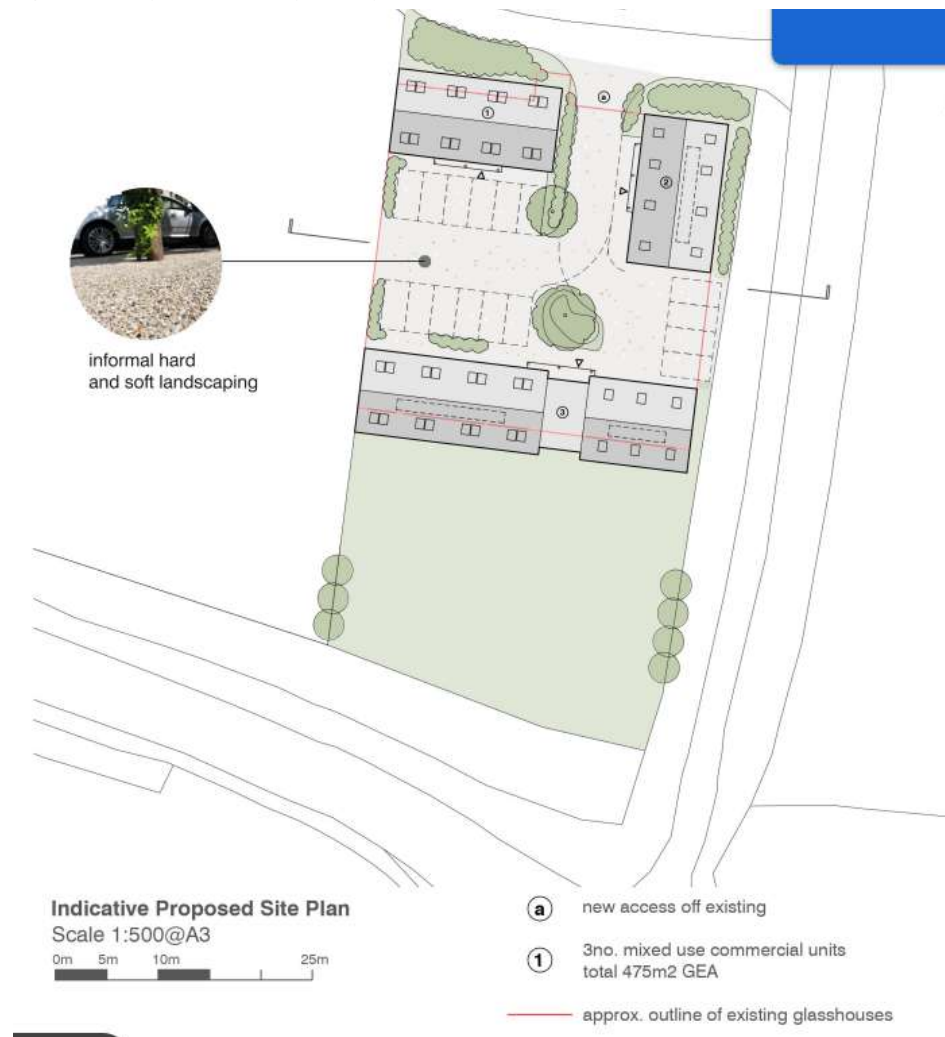 a
1
2
informal hard
and soft landscaping
3
Indicative Proposed Site Plan
Scale 1:500@A3
0m 5m 10m 25m
a new access off existing
1 3no. mixed use commercial units
total 475m2 GEA
approx. outline of existing glasshouses